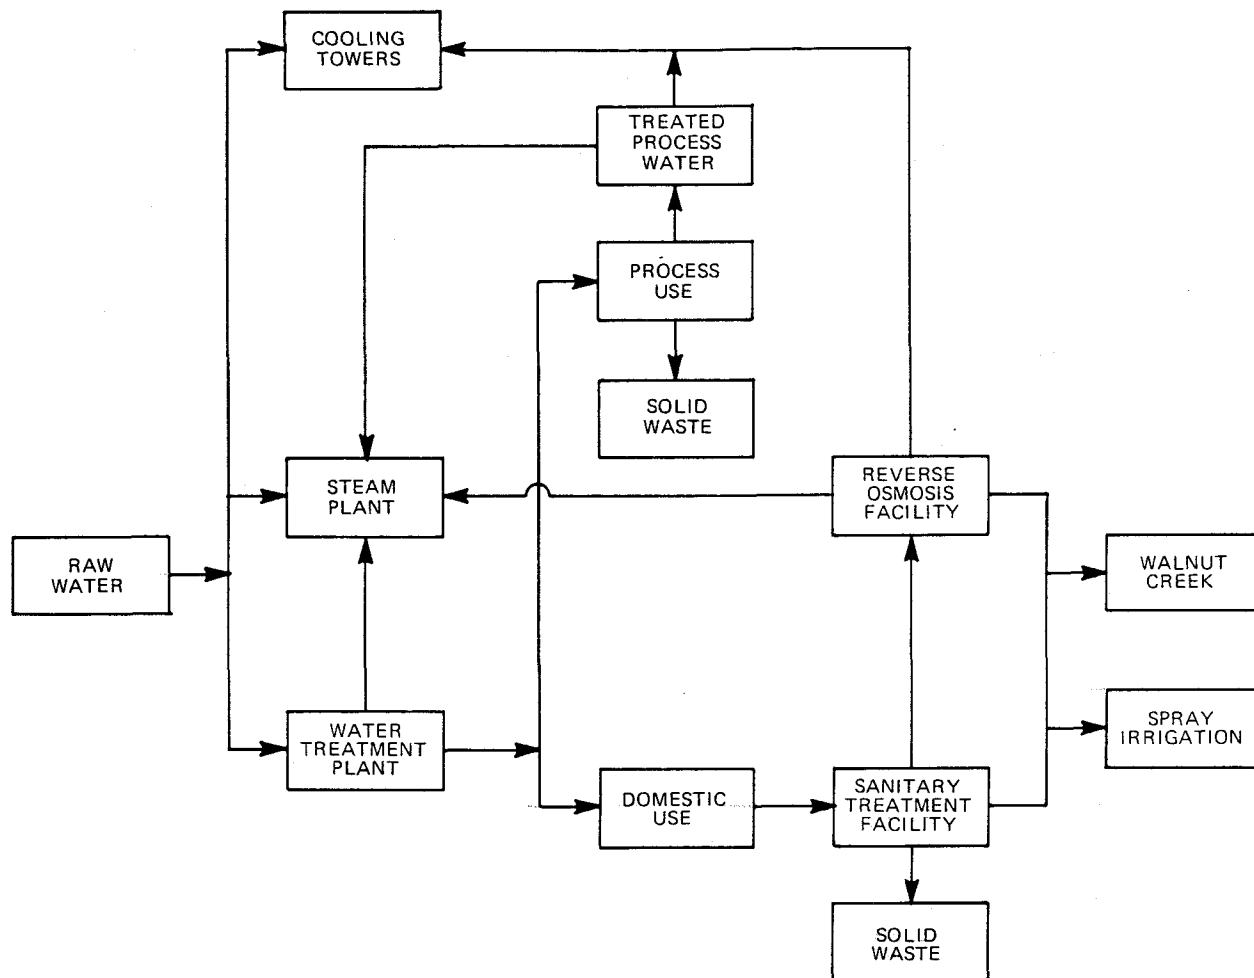 COOLING
TOWERS
TREATED
PROCESS
WATER
PROCESS
USE
SOLID
WASTE
STEAM
PLANT
REVERSE
OSMOSIS
FACILITY
RAW
WATER
WALNUT
CREEK
WATER
TREATMENT
PLANT
SPRAY
IRRIGATION
DOMESTIC
USE
SANITARY
TREATMENT
FACILITY
SOLID
WASTE